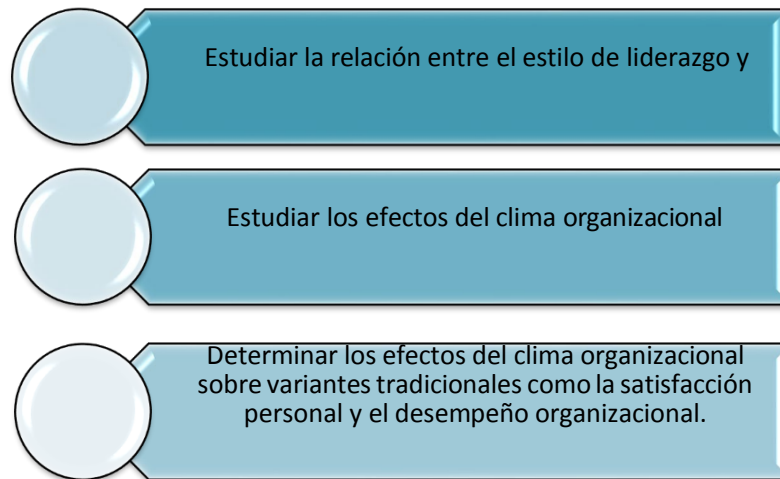 Estudiar la relación entre el estilo de liderazgo y
Estudiar los efectos del clima organizacional
Determinar los efectos del clima organizacional
sobre variantes tradicionales como la satisfacción
personal y el desempeño organizacional.